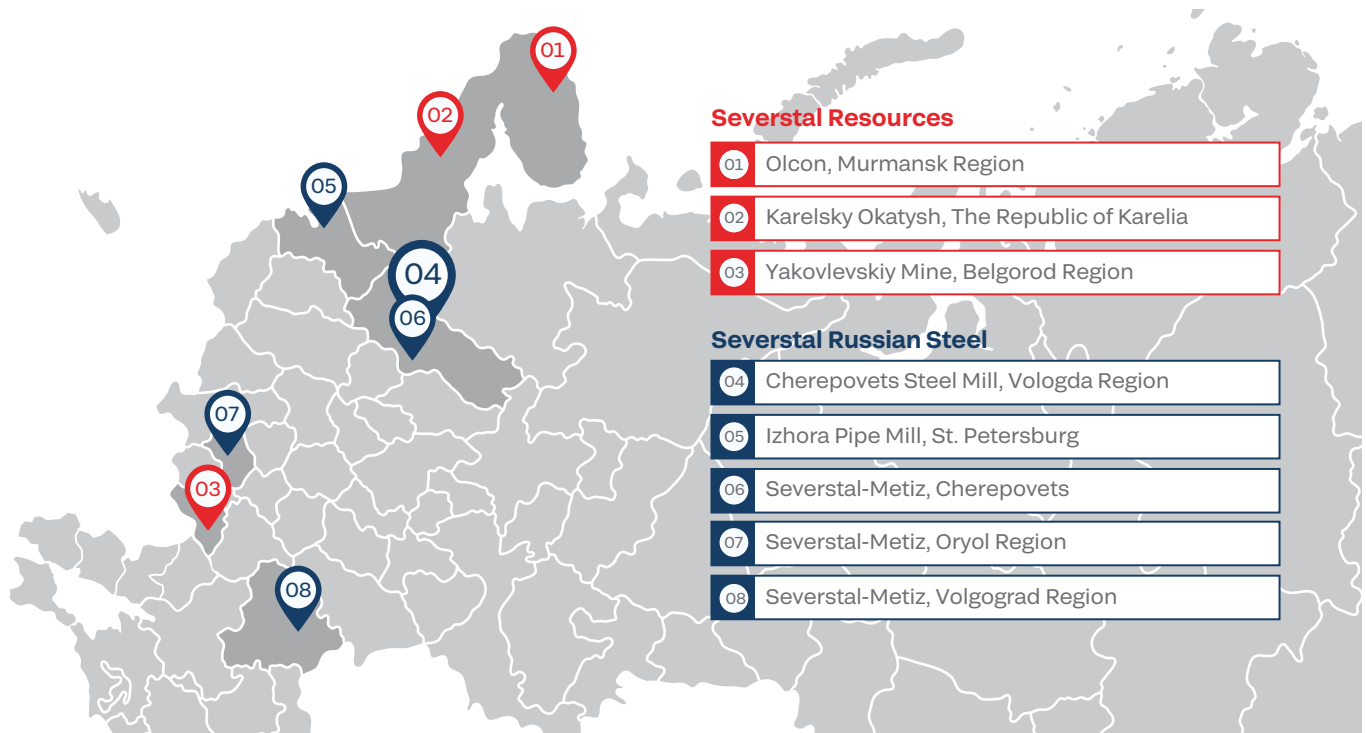 01
02
05
04
06
07
03
08
Severstal Resources
01 Olcon, Murmansk Region
02 Karelsky Okatysh, The Republic of Karelia
03 Yakovlevskiy Mine, Belgorod Region
Severstal Russian Steel
04 Cherepovets Steel Mill, Vologda Region
05 Izhora Pipe Mill, St. Petersburg
06 Severstal-Metiz, Cherepovets
07 Severstal-Metiz, Oryol Region
08 Severstal-Metiz, Volgograd Region